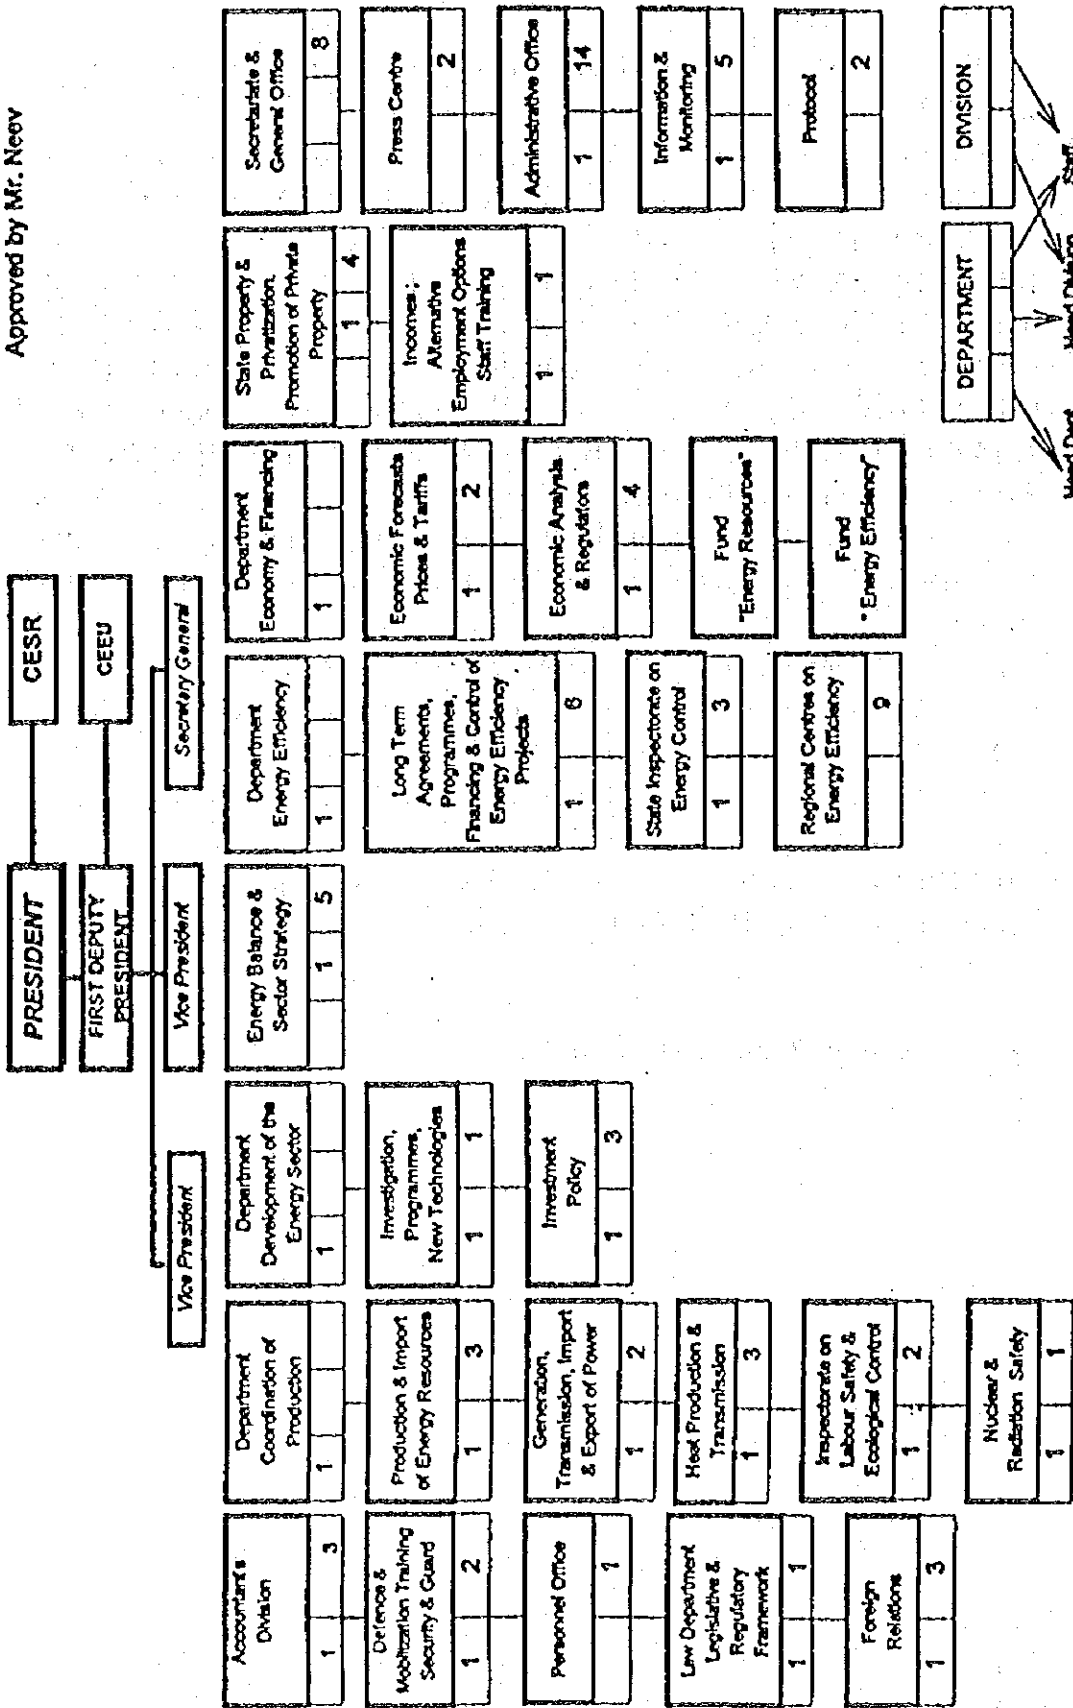 Approved by Mr. Neev
PRESIDENT
CESR
FIRST DEPUTY
PRESIDENT
CEEU
Vice President
Vice President
Secretary General
Accountant's
Division
1 3
Defence &
Mobilization Training
Security & Guard
1 2
Personnel Office
1
Law Department
Legislative &
Regulatory
Framework
1 1
Foreign
Relations
1 3
Department
Coordination of
Production
1
Production & Import
of Energy Resources
1 3
Generation,
Transmission, Import
& Export of Power
1 2
Heat Production &
Transmission
1 3
Inspectorate on
Labour Safety &
Ecological Control
1 2
Nuclear &
Radiation Safety
1 1
Department
Development of the
Energy Sector
1
Investigation,
Programmes,
New Technologies
1 1
Investment
Policy
1 3
Energy Balance &
Sector Strategy
1 5
Department
Energy Efficiency
1
Long Term
Agreements,
Programmes,
Financing & Control of
Energy Efficiency
Projects
1 6
State Inspectorate on
Energy Control
1 3
Regional Centres on
Energy Efficiency
9
Department
Economy & Financing
1
Economic Forecasts
Prices & Tariffs
1 2
Economic Analysis
& Regulators
1 4
Fund
"Energy Resources"
Fund
" Energy Efficiency"
State Property &
Privatization.
Promotion of Private
Property
1 4
Incomes;
Alternative
Employment Options
Staff Training
1 1
Secretariate &
General Office
8
Press Centre
2
Administrative Office
1 14
Information &
Monitoring
1 5
Protocol
2
DEPARTMENT
DIVISION
Head Dept
Head Division
Staff